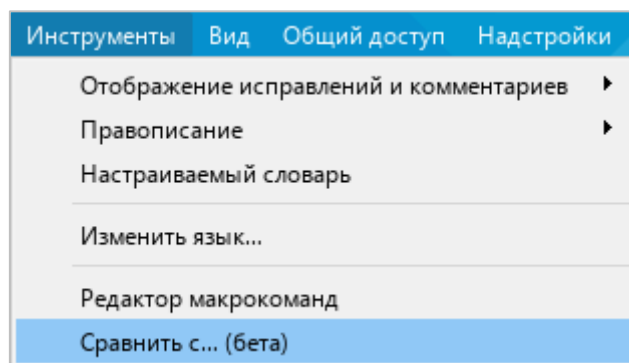 Инструменты Вид Общий доступ Надстройки
Отображение исправлений и комментариев
Правописание
Настраиваемый словарь
Изменить язык...
Редактор макрокоманд
Сравнить с... (бета)